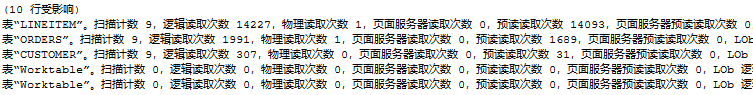 (10 行受影响)
表“LINEITEM”。扫描计数 9，逻辑读取次数 14227，物理读取次数 1，页面服务器读取次数 0，预读读取次数 14093，页面服务器预读读取次数 0
表“ORDERS”。扫描计数 9，逻辑读取次数 1991，物理读取次数 1，页面服务器读取次数 0，预读读取次数 1689，页面服务器预读读取次数 0，LOb
表“CUSTOMER”。扫描计数 9，逻辑读取次数 307，物理读取次数 0，页面服务器读取次数 0，预读读取次数 31，页面服务器预读读取次数 0，LOb
表“Worktable”。扫描计数 0，逻辑读取次数 0，物理读取次数 0，页面服务器读取次数 0，预读读取次数 0，页面服务器预读读取次数 0，LOb 逻
表“Worktable”。扫描计数 0，逻辑读取次数 0，物理读取次数 0，页面服务器读取次数 0，预读读取次数 0，页面服务器预读读取次数 0，LOb 逻